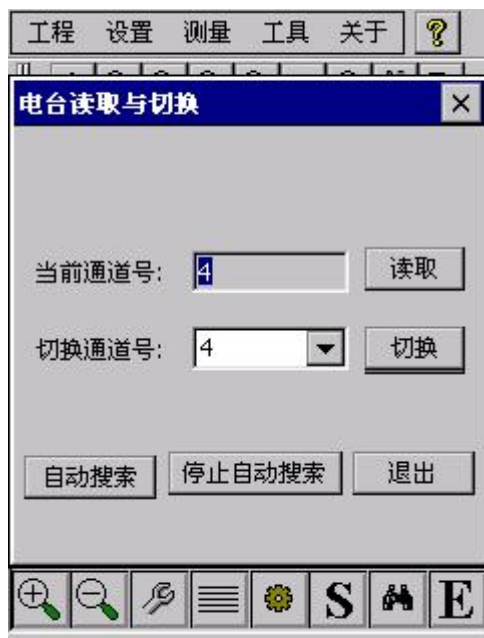 工程 设置 测量 工具 关于 ?
电台读取与切换
当前通道号: 4 读取
切换通道号: 4 切换
自动搜索 停止自动搜索 退出
S E